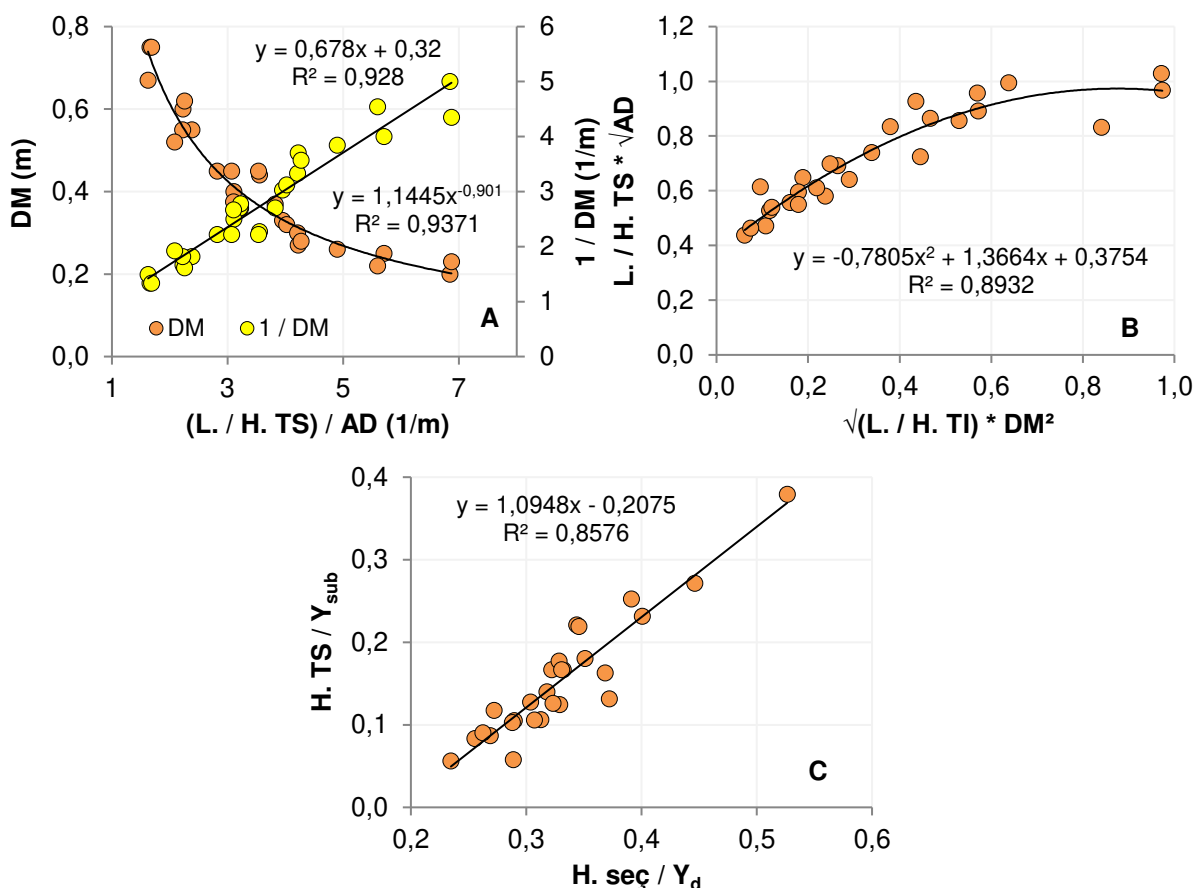 0,8
0,6
0,4
0,2
0,0
DM (m)
y = 0,678x + 0,32
R² = 0,928
y = 1,1445x⁻⁰,⁹⁰¹
R² = 0,9371
DM
1 / DM
A
6
5
4
3
2
1
0
1 / DM (1/m)
1 3 5 7
(L. / H. TS) / AD (1/m)
L. / H. TS * √AD
1,2
1,0
0,8
0,6
0,4
0,2
0,0
y = -0,7805x² + 1,3664x + 0,3754
R² = 0,8932
B
0,0 0,2 0,4 0,6 0,8 1,0
√(L. / H. TI) * DM²
0,4
0,3
0,2
0,1
0,0
H. TS / Y_sub
y = 1,0948x - 0,2075
R² = 0,8576
C
0,2 0,3 0,4 0,5 0,6
H. seç / Y_d